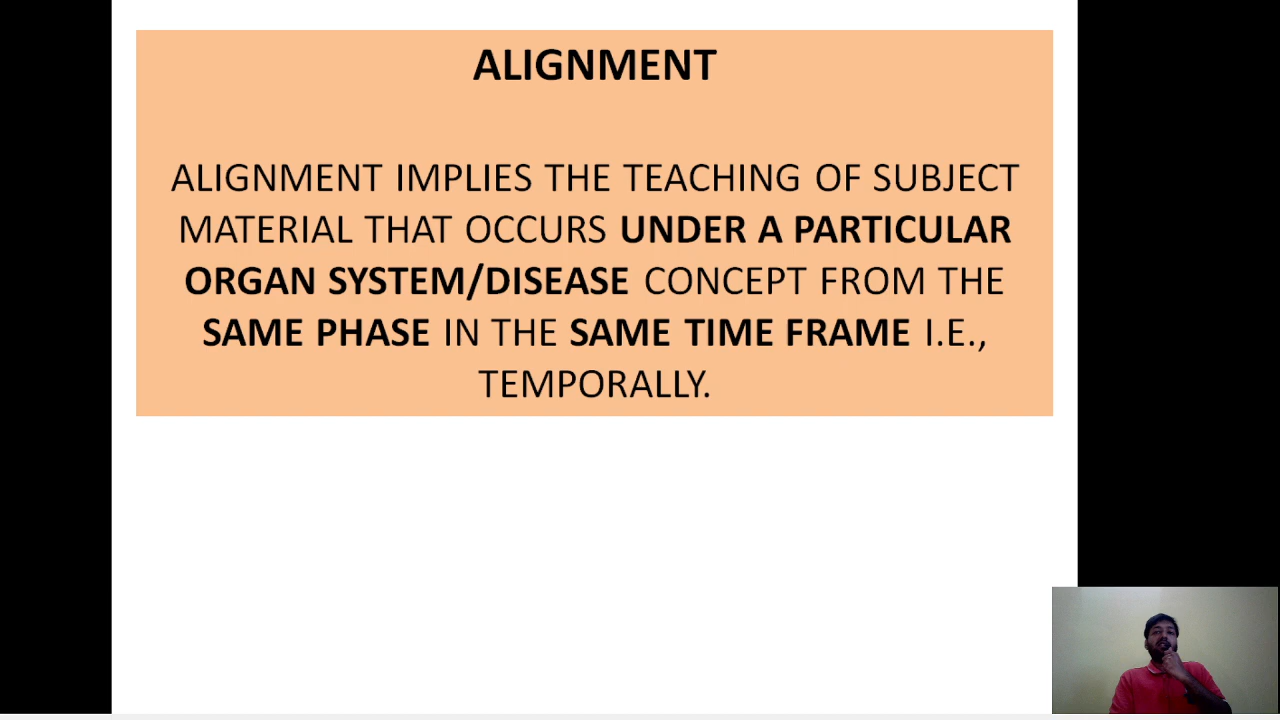 ALIGNMENT
ALIGNMENT IMPLIES THE TEACHING OF SUBJECT
MATERIAL THAT OCCURS UNDER A PARTICULAR
ORGAN SYSTEM/DISEASE CONCEPT FROM THE
SAME PHASE IN THE SAME TIME FRAME I.E.,
TEMPORALLY.